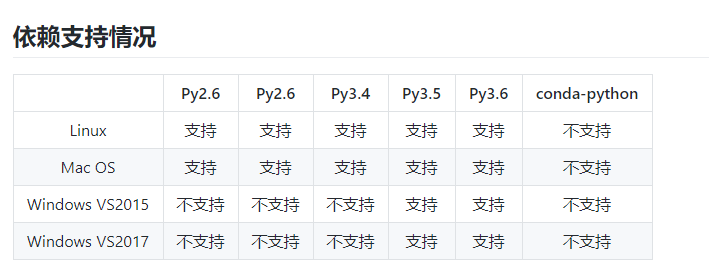 依赖支持情况
Py2.6 Py2.6 Py3.4 Py3.5 Py3.6 conda-python
Linux 支持 支持 支持 支持 支持 不支持
Mac OS 支持 支持 支持 支持 支持 不支持
Windows VS2015 不支持 不支持 不支持 支持 支持 不支持
Windows VS2017 不支持 不支持 不支持 支持 支持 不支持